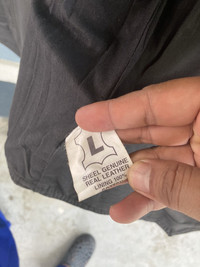 L
SHEEL GENUINE
REAL LEATHER
LINING 100%